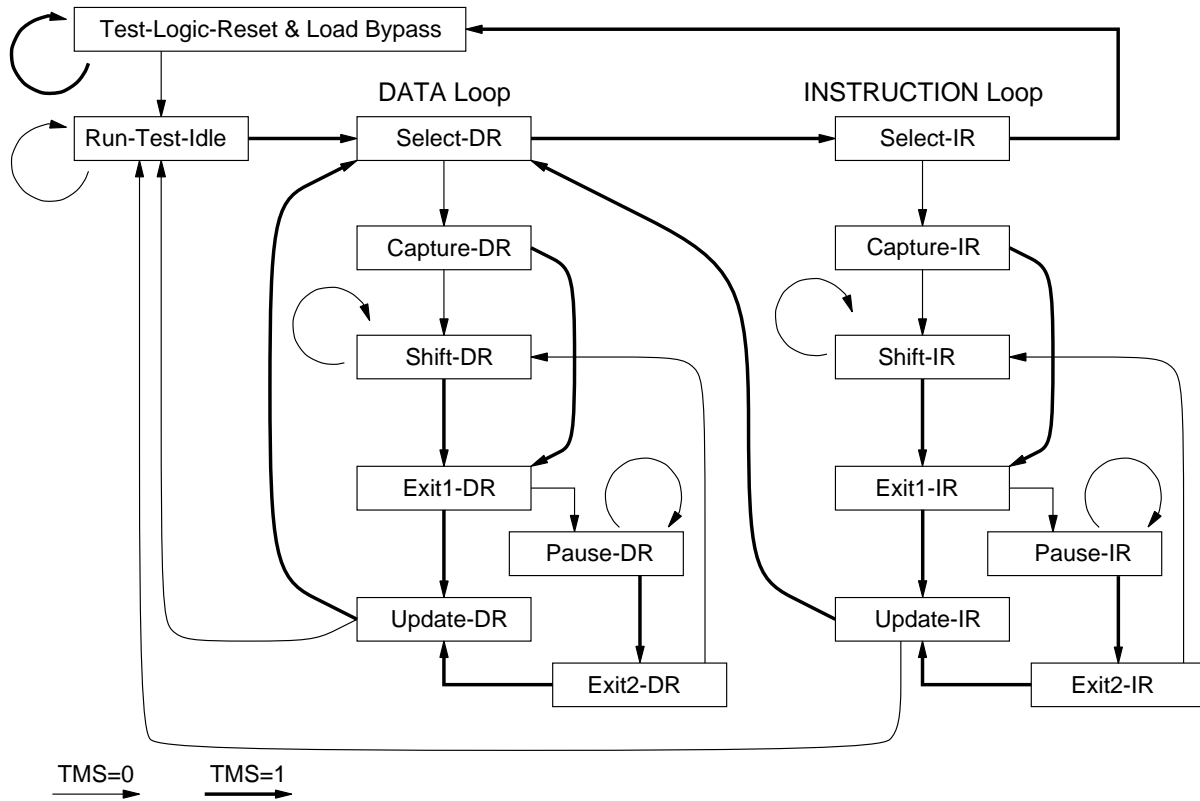 Test-Logic-Reset & Load Bypass
DATA Loop
INSTRUCTION Loop
Run-Test-Idle
Select-DR
Select-IR
Capture-DR
Capture-IR
Shift-DR
Shift-IR
Exit1-DR
Exit1-IR
Pause-DR
Pause-IR
Update-DR
Update-IR
Exit2-DR
Exit2-IR
TMS=0
TMS=1